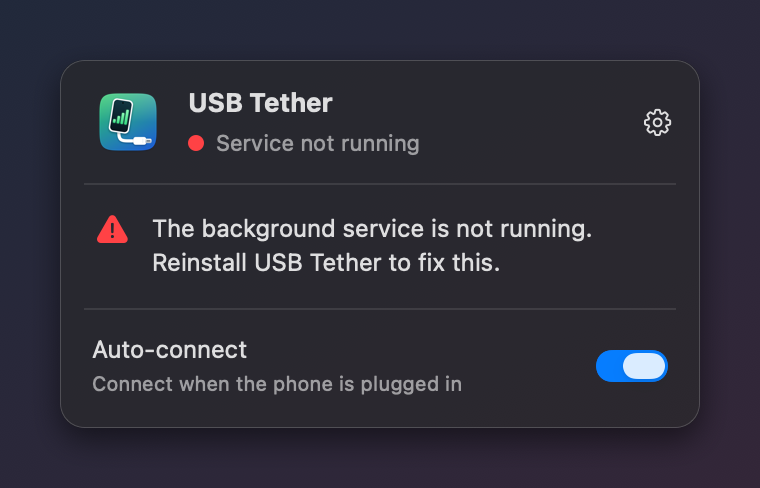 USB Tether
Service not running
The background service is not running.
Reinstall USB Tether to fix this.
Auto-connect
Connect when the phone is plugged in